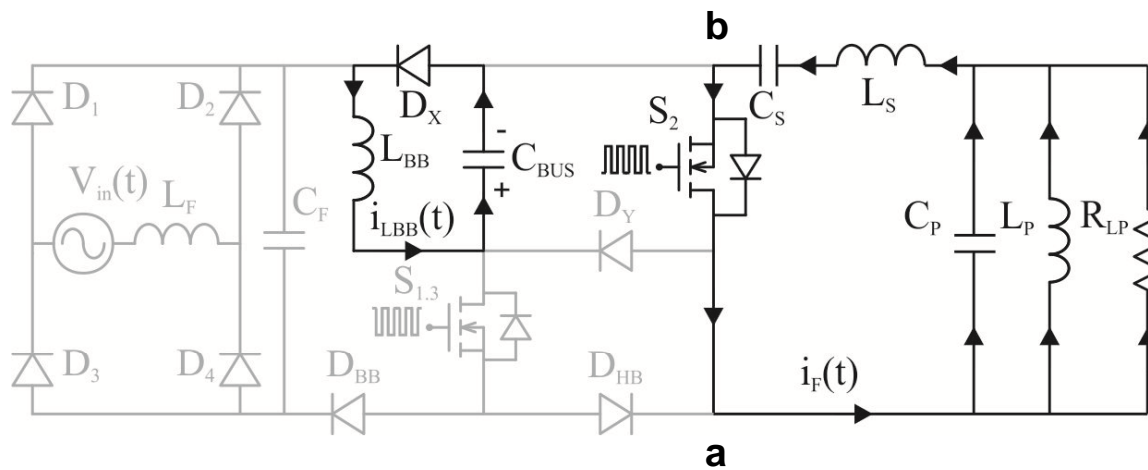 b
D1
D2
DX
LBB
-
CBUS
+
S2
CS
LS
Vin(t)
LF
CF
iLBB(t)
DY
CP
LP
RLP
S1.3
D3
D4
DBB
DHB
iF(t)
a